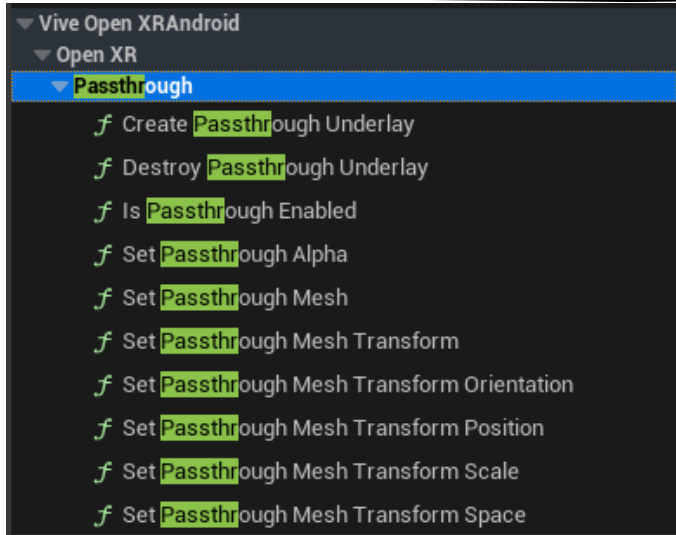 Vive Open XRAndroid
Open XR
Passthrough
f Create Passthrough Underlay
f Destroy Passthrough Underlay
f Is Passthrough Enabled
f Set Passthrough Alpha
f Set Passthrough Mesh
f Set Passthrough Mesh Transform
f Set Passthrough Mesh Transform Orientation
f Set Passthrough Mesh Transform Position
f Set Passthrough Mesh Transform Scale
f Set Passthrough Mesh Transform Space